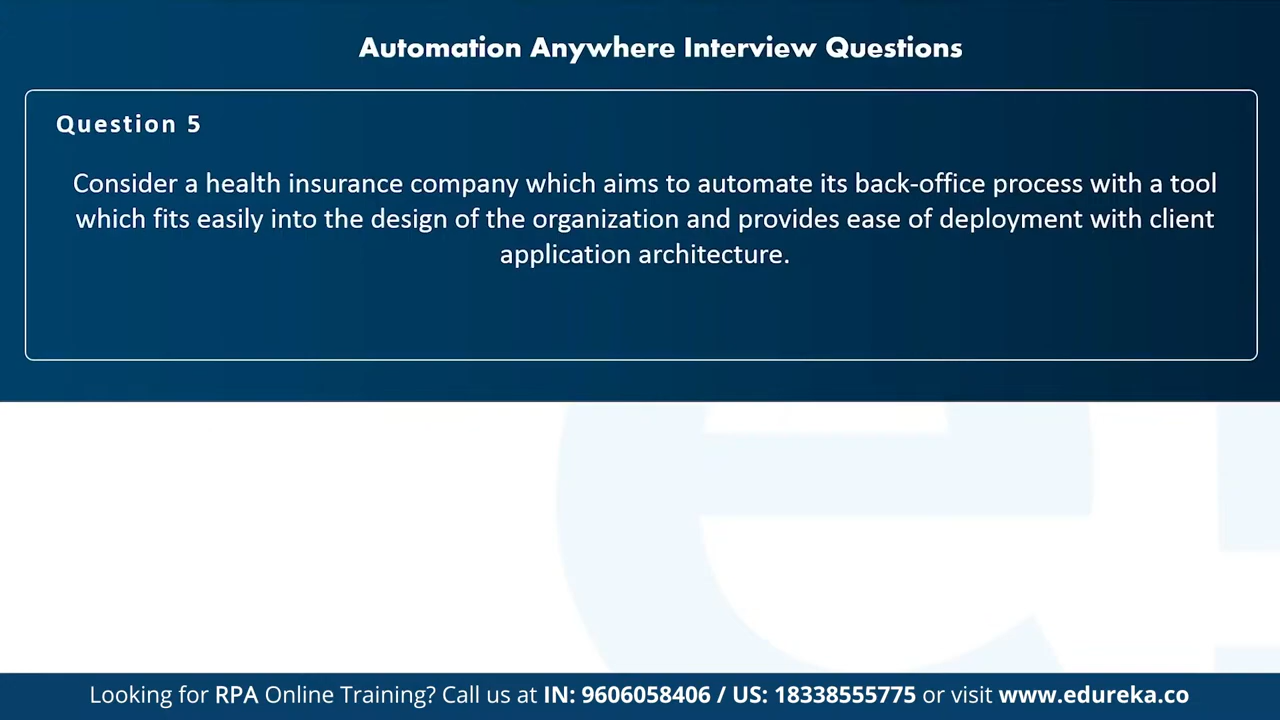 Automation Anywhere Interview Questions
Question 5
Consider a health insurance company which aims to automate its back-office process with a tool
which fits easily into the design of the organization and provides ease of deployment with client
application architecture.
Looking for RPA Online Training? Call us at IN: 9606058406 / US: 18338555775 or visit www.edureka.co